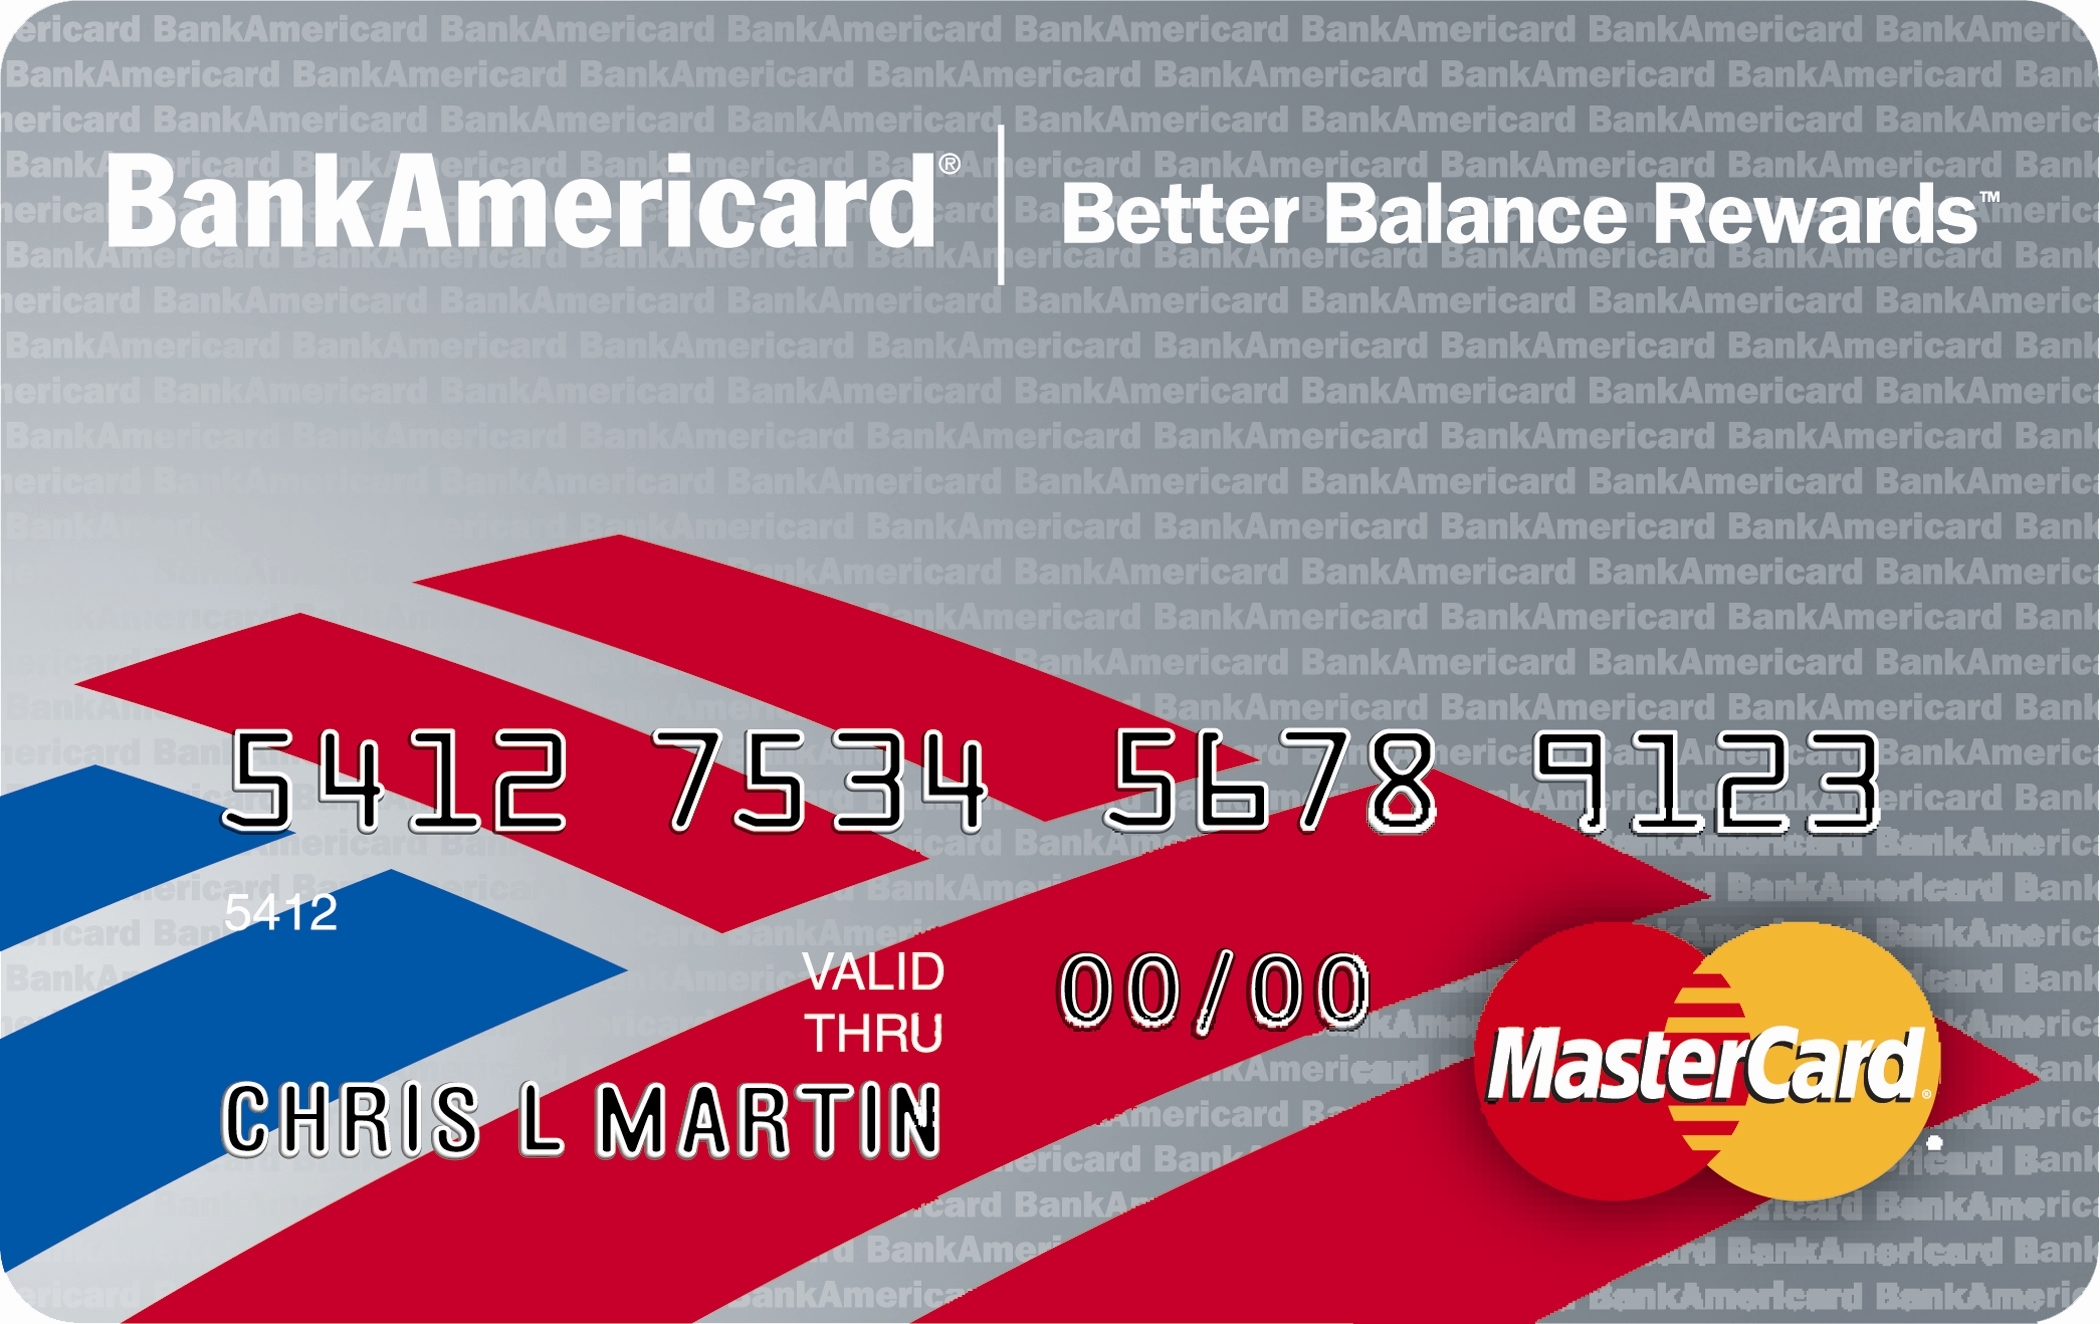 BankAmericard® | Better Balance Rewards™
5412 7534 5678 9123
5412
VALID
THRU
00/00
CHRIS L MARTIN
MasterCard®